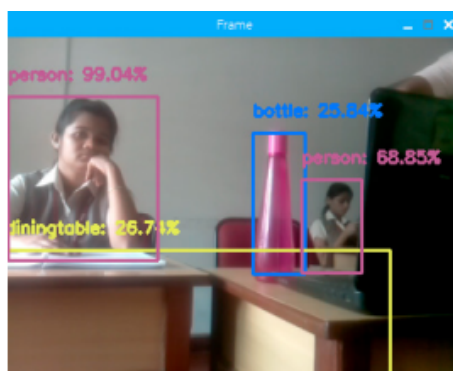 Frame
person: 99.04%
bottle: 25.84%
person: 68.85%
diningtable: 26.74%